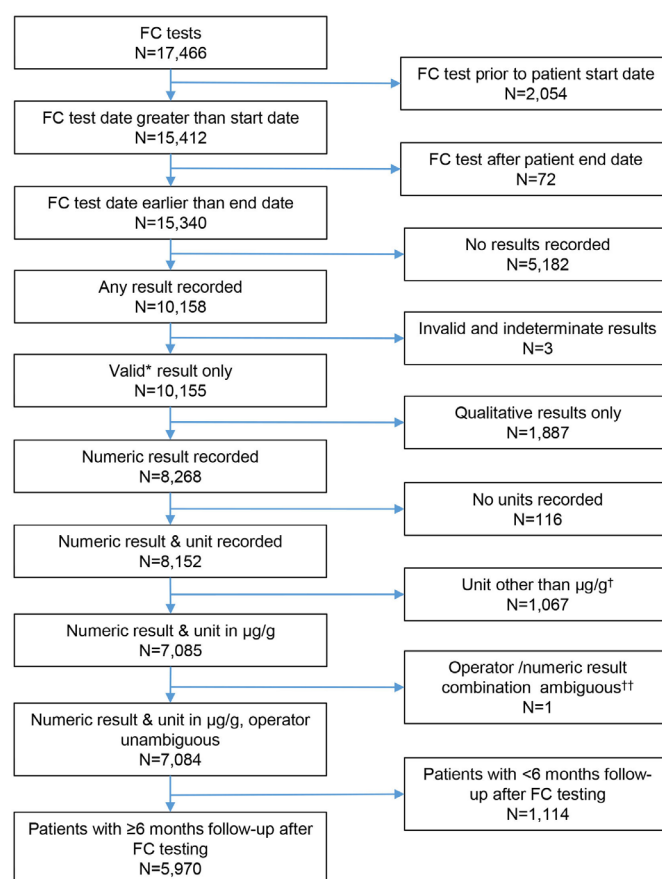 FC tests
N=17,466
FC test prior to patient start date
N=2,054
FC test date greater than start date
N=15,412
FC test after patient end date
N=72
FC test date earlier than end date
N=15,340
No results recorded
N=5,182
Any result recorded
N=10,158
Invalid and indeterminate results
N=3
Valid* result only
N=10,155
Qualitative results only
N=1,887
Numeric result recorded
N=8,268
No units recorded
N=116
Numeric result & unit recorded
N=8,152
Unit other than µg/g†
N=1,067
Numeric result & unit in µg/g
N=7,085
Operator /numeric result
combination ambiguous††
N=1
Numeric result & unit in µg/g, operator
unambiguous
N=7,084
Patients with <6 months follow-
up after FC testing
N=1,114
Patients with ≥6 months follow-up after
FC testing
N=5,970